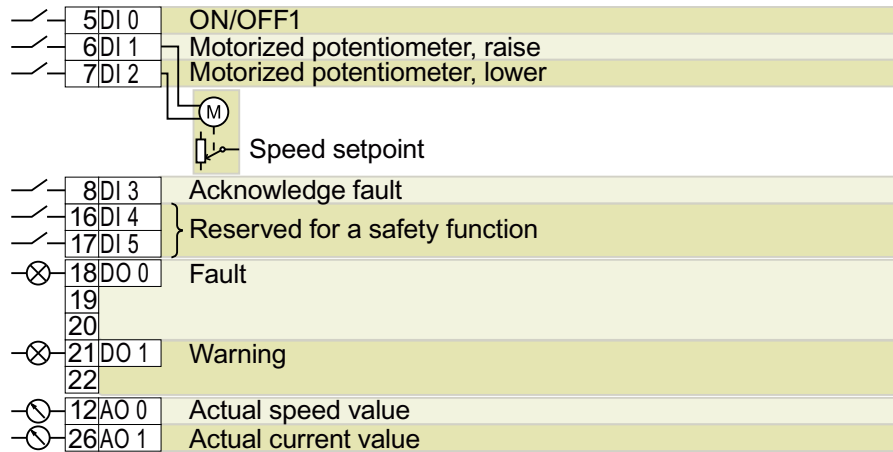 5 DI 0 ON/OFF1
6 DI 1 Motorized potentiometer, raise
7 DI 2 Motorized potentiometer, lower
M
Speed setpoint
8 DI 3 Acknowledge fault
16 DI 4
Reserved for a safety function
17 DI 5
18 DO 0 Fault
19
20
21 DO 1 Warning
22
12 AO 0 Actual speed value
26 AO 1 Actual current value